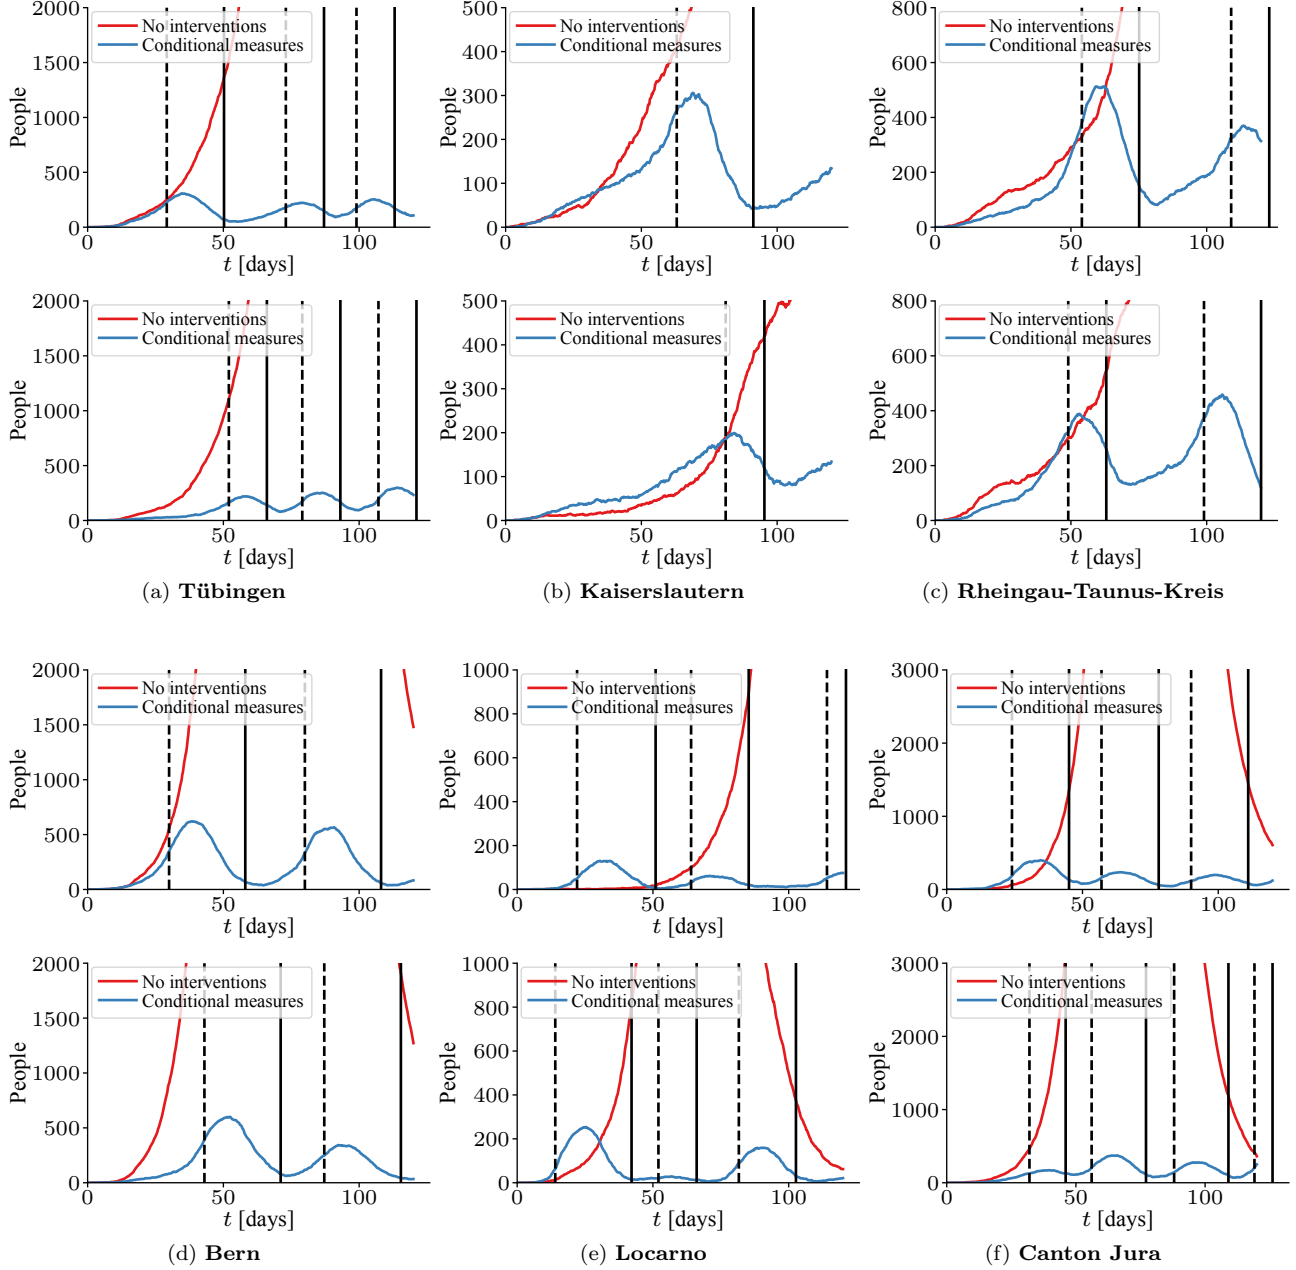 2000
1500
1000
500
0
People
No interventions
Conditional measures
0 50 100
t [days]
500
400
300
200
100
0
People
No interventions
Conditional measures
0 50 100
t [days]
800
600
400
200
0
People
No interventions
Conditional measures
0 50 100
t [days]
2000
1500
1000
500
0
People
No interventions
Conditional measures
0 50 100
t [days]
500
400
300
200
100
0
People
No interventions
Conditional measures
0 50 100
t [days]
800
600
400
200
0
People
No interventions
Conditional measures
0 50 100
t [days]
(a) Tübingen
(b) Kaiserslautern
(c) Rheingau-Taunus-Kreis
2000
1500
1000
500
0
People
No interventions
Conditional measures
0 50 100
t [days]
1000
800
600
400
200
0
People
No interventions
Conditional measures
0 50 100
t [days]
3000
2000
1000
0
People
No interventions
Conditional measures
0 50 100
t [days]
2000
1500
1000
500
0
People
No interventions
Conditional measures
0 50 100
t [days]
1000
800
600
400
200
0
People
No interventions
Conditional measures
0 50 100
t [days]
3000
2000
1000
0
People
No interventions
Conditional measures
0 50 100
t [days]
(d) Bern
(e) Locarno
(f) Canton Jura